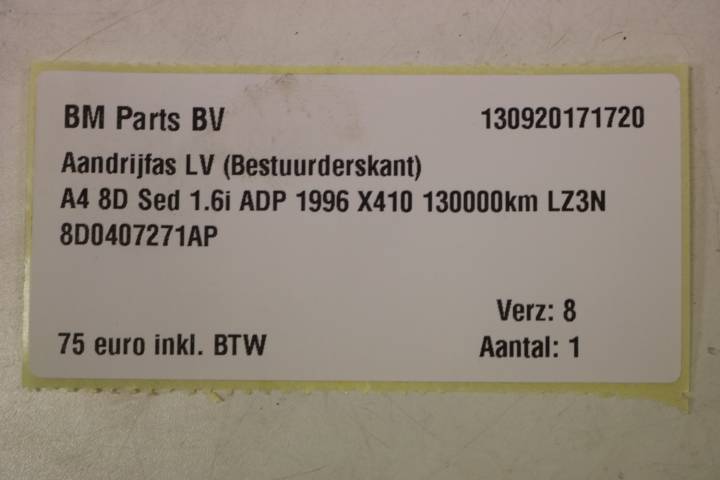 BM Parts BV 130920171720
Aandrijfas LV (Bestuurderskant)
A4 8D Sed 1.6i ADP 1996 X410 130000km LZ3N
8D0407271AP
Verz: 8
75 euro inkl. BTW Aantal: 1